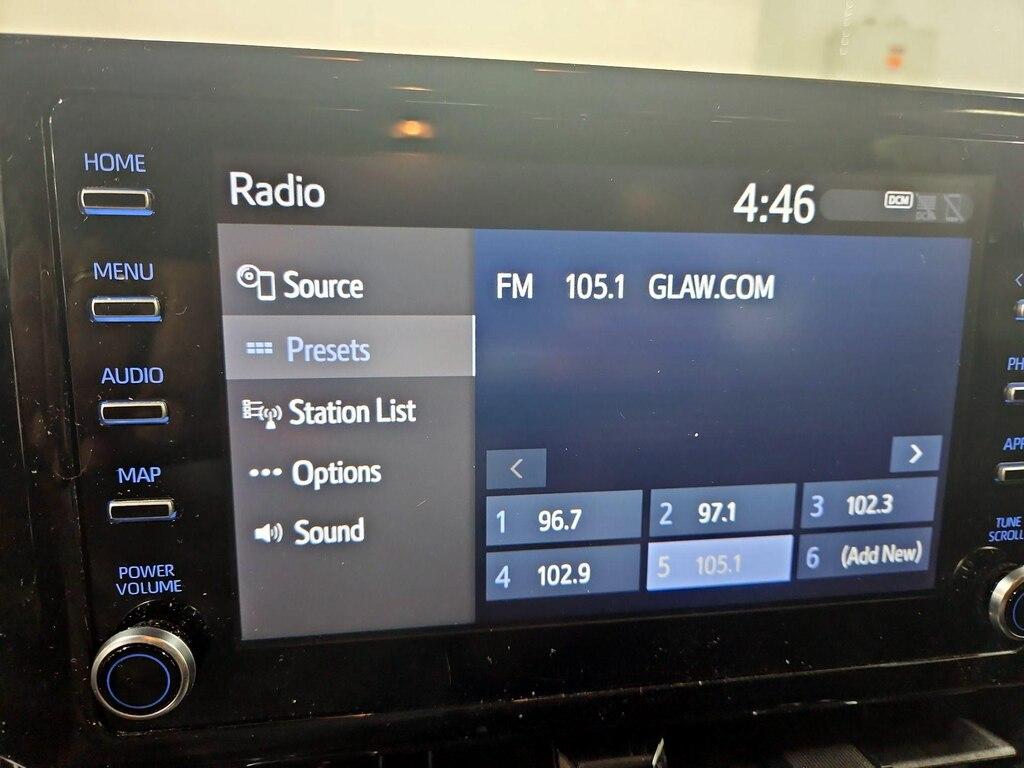 HOME
MENU
AUDIO
MAP
POWER
VOLUME
Radio
4:46
DCM
Source
Presets
Station List
Options
Sound
FM 105.1 GLAW.COM
<
>
1 96.7
2 97.1
3 102.3
4 102.9
5 105.1
6 (Add New)
PH
APP
TUNE
SCROLL